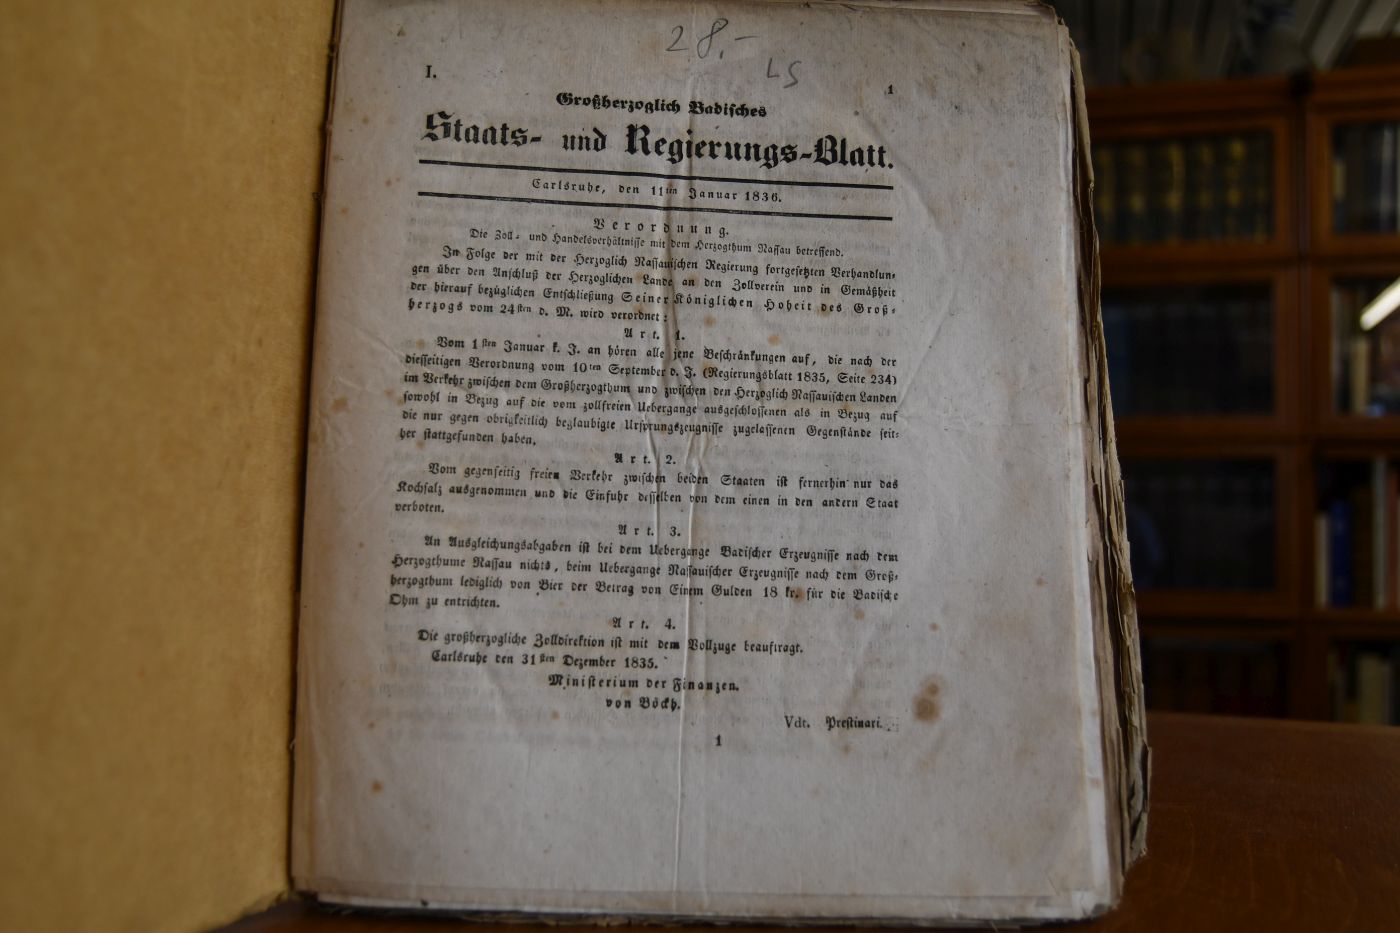 28.-
LS
I.
1
Großherzoglich Badisches
Staats- und Regierungs-Blatt.
Carlsruhe, den 11ten Januar 1836.
Verordnung.
Die Zoll- und Handelsverhältnisse mit dem Herzogthum Nassau betreffend.
In Folge der mit der Herzoglich Nassauischen Regierung fortgesetzten Verhandlun-
gen über den Anschluß der Herzoglichen Lande an den Zollverein und in Gemäßheit
der hierauf bezüglichen Entschließung Seiner Königlichen Hoheit des Groß-
herzogs vom 24sten d. M. wird verordnet:
Art. 1.
Vom 1sten Januar k. J. an hören alle jene Beschränkungen auf, die nach der
diesseitigen Verordnung vom 10ten September d. J. (Regierungsblatt 1835, Seite 234)
im Verkehr zwischen dem Großherzogthum und zwischen den Herzoglich Nassauischen Landen
sowohl in Bezug auf die vom zollfreien Uebergange ausgeschlossenen als in Bezug auf
die nur gegen obrigkeitlich beglaubigte Ursprungszeugnisse zugelassenen Gegenstände seit-
her stattgefunden haben.
Art. 2.
Vom gegenseitig freien Verkehr zwischen beiden Staaten ist fernerhin nur das
Kochsalz ausgenommen und die Einfuhr desselben von dem einen in den andern Staat
verboten.
Art. 3.
An Ausgleichungsabgaben ist bei dem Uebergange Badischer Erzeugnisse nach dem
Herzogthume Nassau nichts, beim Uebergange Nassauischer Erzeugnisse nach dem Groß-
herzogthum lediglich von Bier der Betrag von Einem Gulden 18 kr. für die Badische
Ohm zu entrichten.
Art. 4.
Die großherzogliche Zolldirektion ist mit dem Vollzuge beauftragt.
Carlsruhe den 31sten Dezember 1835.
Ministerium der Finanzen.
von Böckh.
Vdt. Prestinari.
1